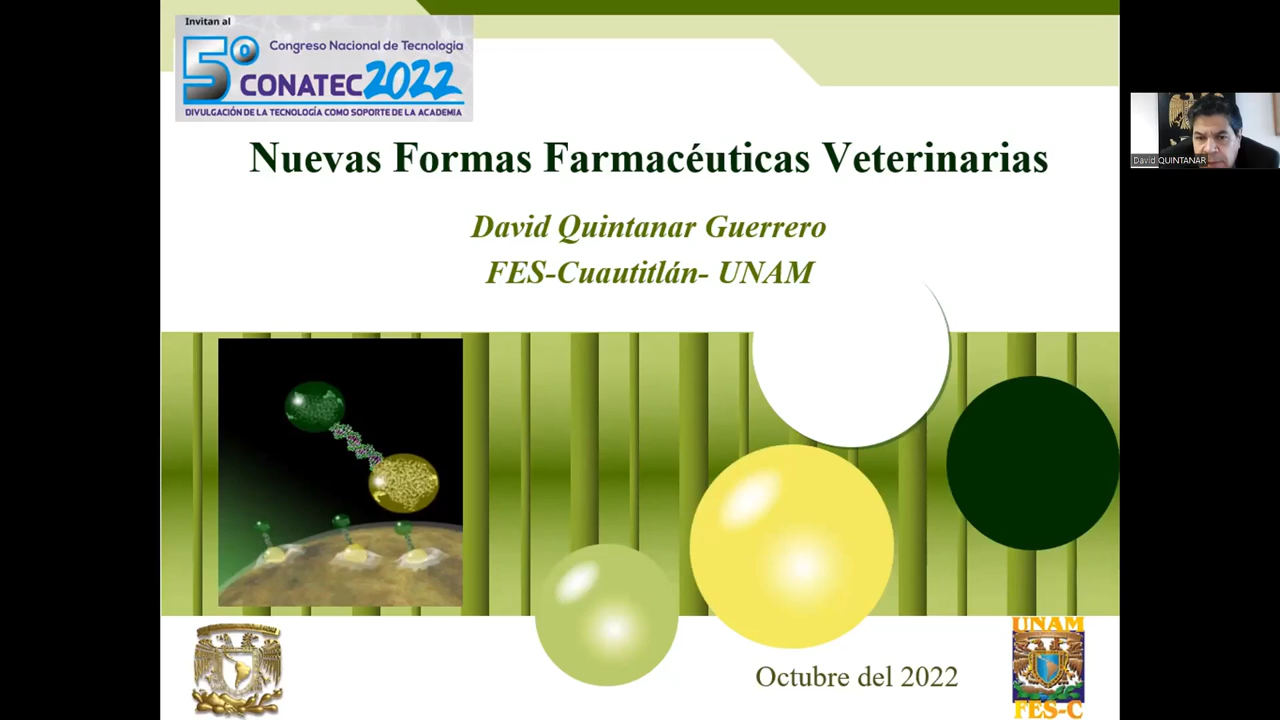 Invitan al
5º Congreso Nacional de Tecnología
CONATEC 2022
DIVULGACIÓN DE LA TECNOLOGÍA COMO SOPORTE DE LA ACADEMIA
Nuevas Formas Farmacéuticas Veterinarias
David Quintanar Guerrero
FES-Cuautitlán- UNAM
David QUINTANAR
Octubre del 2022
UNAM
FES-C